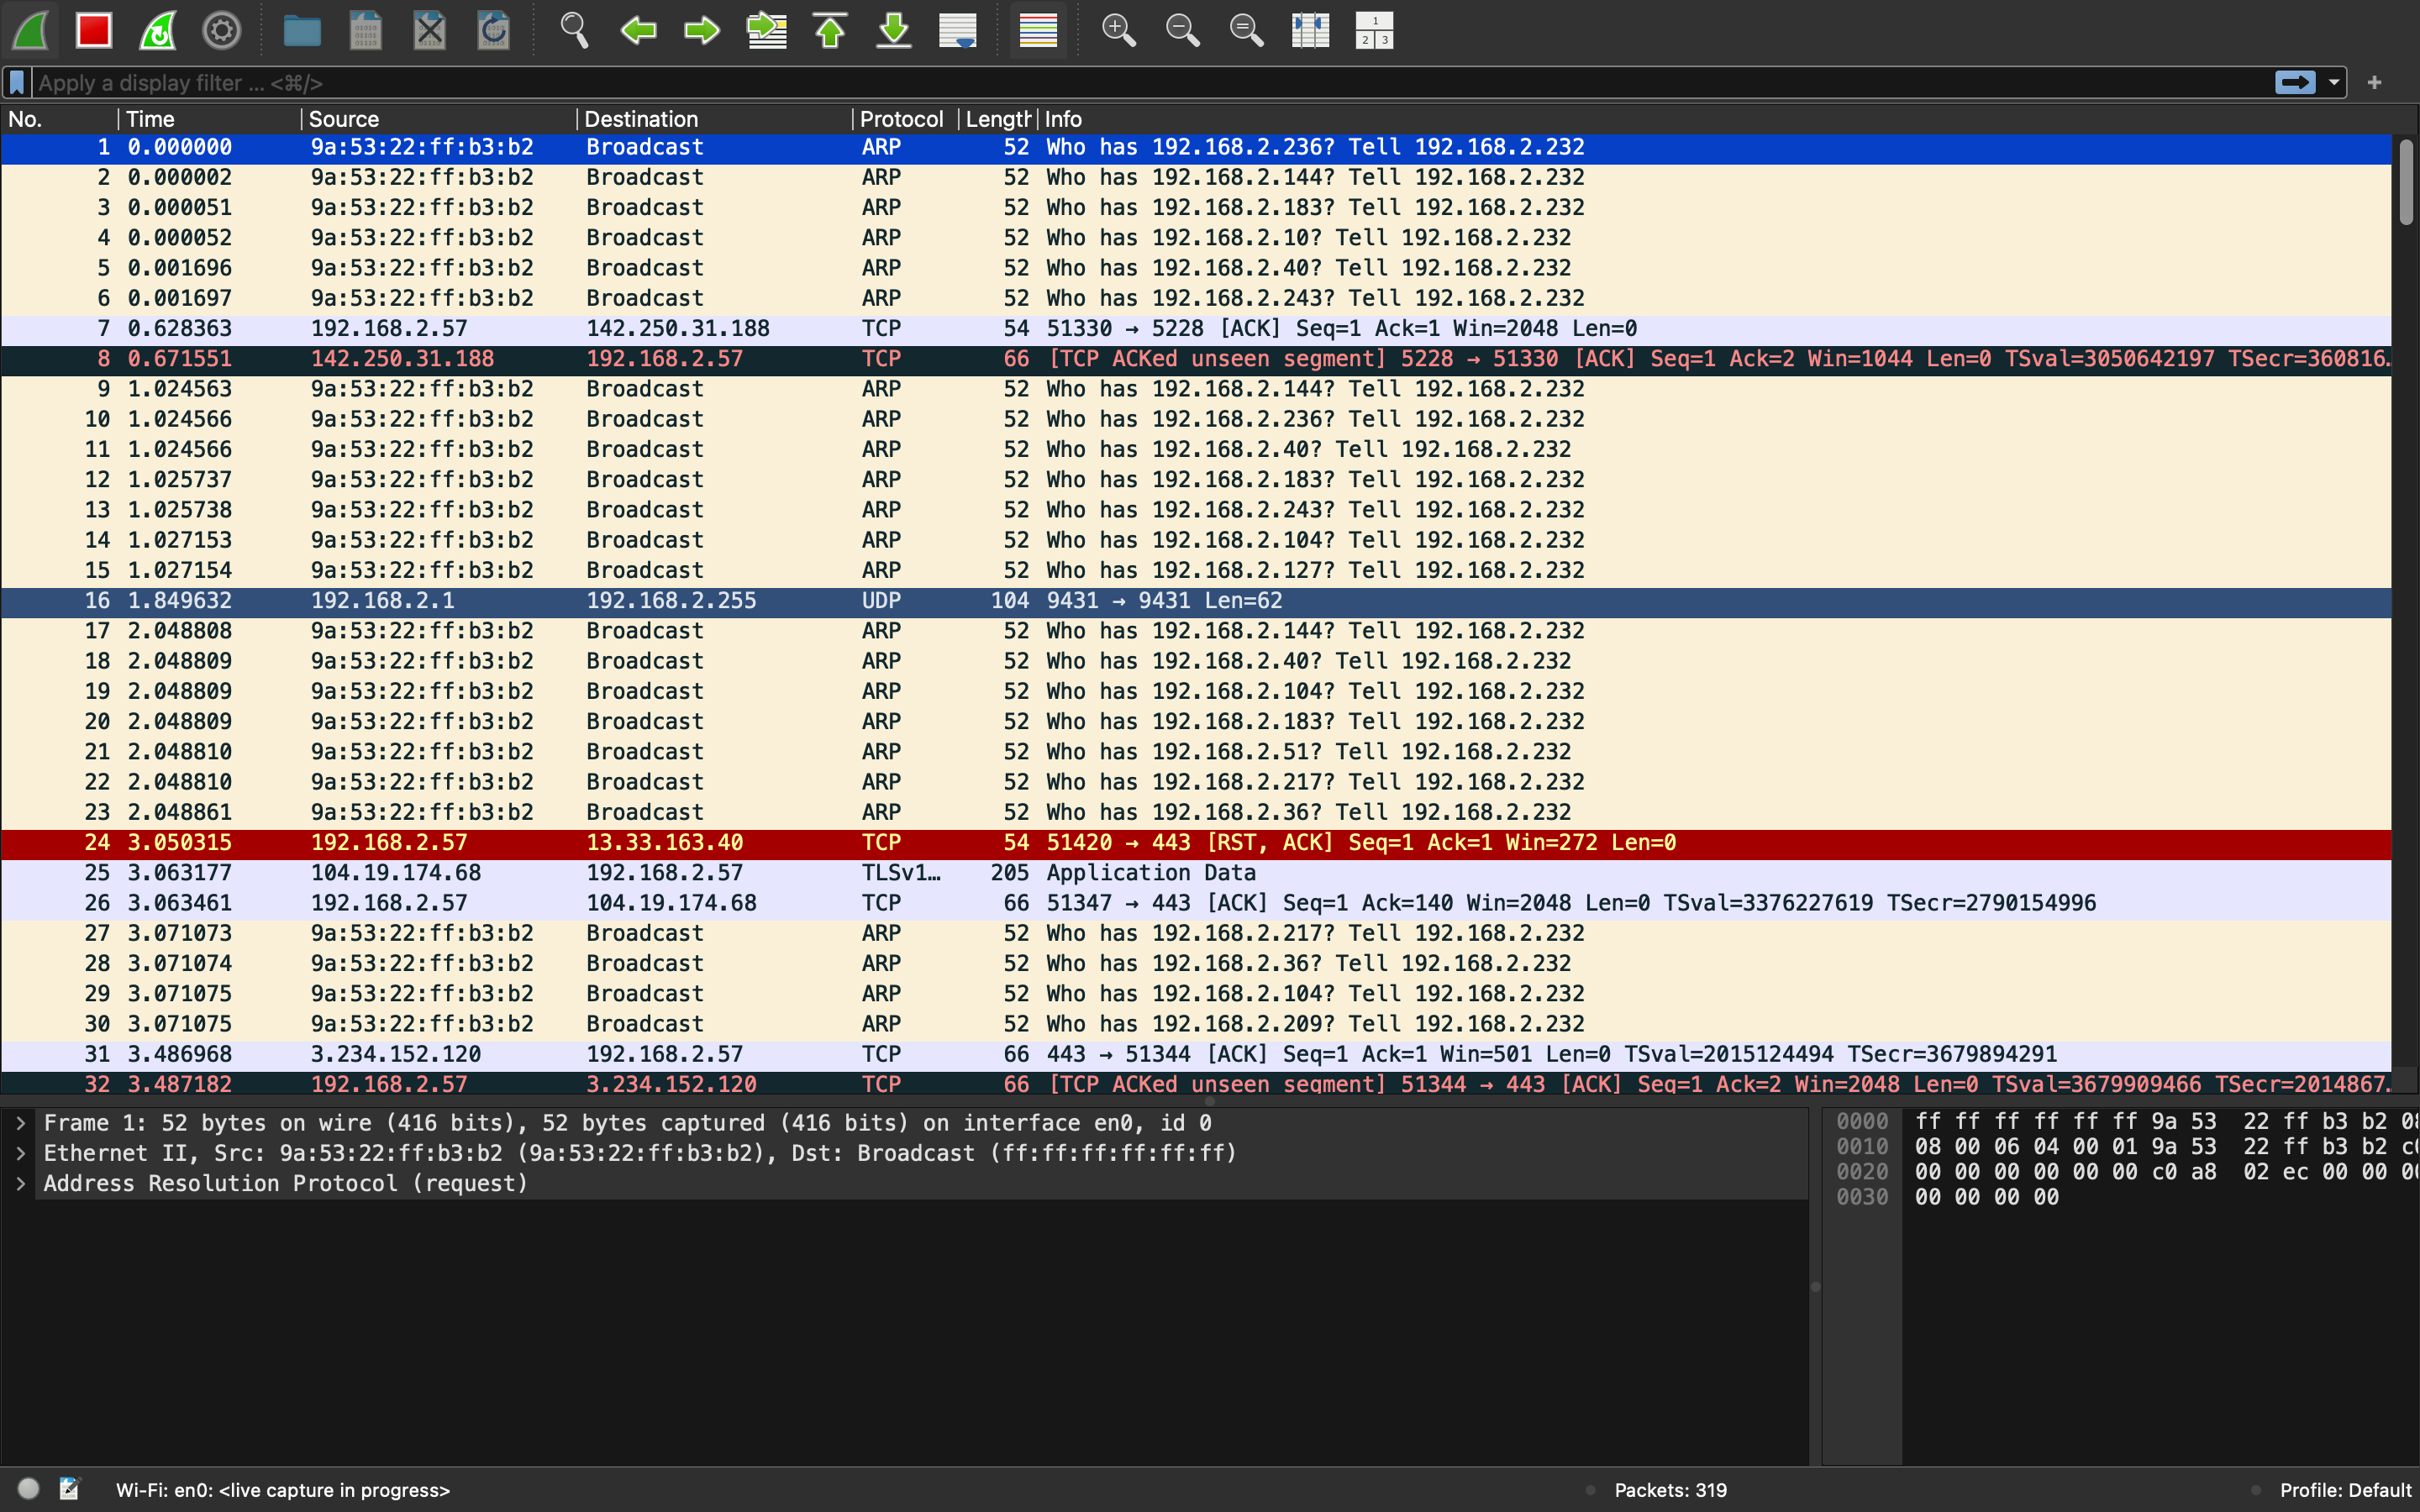 Apply a display filter ... <⌘/>
No. Time Source Destination Protocol Length Info
1 0.000000 9a:53:22:ff:b3:b2 Broadcast ARP 52 Who has 192.168.2.236? Tell 192.168.2.232
2 0.000002 9a:53:22:ff:b3:b2 Broadcast ARP 52 Who has 192.168.2.144? Tell 192.168.2.232
3 0.000051 9a:53:22:ff:b3:b2 Broadcast ARP 52 Who has 192.168.2.183? Tell 192.168.2.232
4 0.000052 9a:53:22:ff:b3:b2 Broadcast ARP 52 Who has 192.168.2.10? Tell 192.168.2.232
5 0.001696 9a:53:22:ff:b3:b2 Broadcast ARP 52 Who has 192.168.2.40? Tell 192.168.2.232
6 0.001697 9a:53:22:ff:b3:b2 Broadcast ARP 52 Who has 192.168.2.243? Tell 192.168.2.232
7 0.628363 192.168.2.57 142.250.31.188 TCP 54 51330 → 5228 [ACK] Seq=1 Ack=1 Win=2048 Len=0
8 0.671551 142.250.31.188 192.168.2.57 TCP 66 [TCP ACKed unseen segment] 5228 → 51330 [ACK] Seq=1 Ack=2 Win=1044 Len=0 TSval=3050642197 TSecr=360816…
9 1.024563 9a:53:22:ff:b3:b2 Broadcast ARP 52 Who has 192.168.2.144? Tell 192.168.2.232
10 1.024566 9a:53:22:ff:b3:b2 Broadcast ARP 52 Who has 192.168.2.236? Tell 192.168.2.232
11 1.024566 9a:53:22:ff:b3:b2 Broadcast ARP 52 Who has 192.168.2.40? Tell 192.168.2.232
12 1.025737 9a:53:22:ff:b3:b2 Broadcast ARP 52 Who has 192.168.2.183? Tell 192.168.2.232
13 1.025738 9a:53:22:ff:b3:b2 Broadcast ARP 52 Who has 192.168.2.243? Tell 192.168.2.232
14 1.027153 9a:53:22:ff:b3:b2 Broadcast ARP 52 Who has 192.168.2.104? Tell 192.168.2.232
15 1.027154 9a:53:22:ff:b3:b2 Broadcast ARP 52 Who has 192.168.2.127? Tell 192.168.2.232
16 1.849632 192.168.2.1 192.168.2.255 UDP 104 9431 → 9431 Len=62
17 2.048808 9a:53:22:ff:b3:b2 Broadcast ARP 52 Who has 192.168.2.144? Tell 192.168.2.232
18 2.048809 9a:53:22:ff:b3:b2 Broadcast ARP 52 Who has 192.168.2.40? Tell 192.168.2.232
19 2.048809 9a:53:22:ff:b3:b2 Broadcast ARP 52 Who has 192.168.2.104? Tell 192.168.2.232
20 2.048809 9a:53:22:ff:b3:b2 Broadcast ARP 52 Who has 192.168.2.183? Tell 192.168.2.232
21 2.048810 9a:53:22:ff:b3:b2 Broadcast ARP 52 Who has 192.168.2.51? Tell 192.168.2.232
22 2.048810 9a:53:22:ff:b3:b2 Broadcast ARP 52 Who has 192.168.2.217? Tell 192.168.2.232
23 2.048861 9a:53:22:ff:b3:b2 Broadcast ARP 52 Who has 192.168.2.36? Tell 192.168.2.232
24 3.050315 192.168.2.57 13.33.163.40 TCP 54 51420 → 443 [RST, ACK] Seq=1 Ack=1 Win=272 Len=0
25 3.063177 104.19.174.68 192.168.2.57 TLSv1… 205 Application Data
26 3.063461 192.168.2.57 104.19.174.68 TCP 66 51347 → 443 [ACK] Seq=1 Ack=140 Win=2048 Len=0 TSval=3376227619 TSecr=2790154996
27 3.071073 9a:53:22:ff:b3:b2 Broadcast ARP 52 Who has 192.168.2.217? Tell 192.168.2.232
28 3.071074 9a:53:22:ff:b3:b2 Broadcast ARP 52 Who has 192.168.2.36? Tell 192.168.2.232
29 3.071075 9a:53:22:ff:b3:b2 Broadcast ARP 52 Who has 192.168.2.104? Tell 192.168.2.232
30 3.071075 9a:53:22:ff:b3:b2 Broadcast ARP 52 Who has 192.168.2.209? Tell 192.168.2.232
31 3.486968 3.234.152.120 192.168.2.57 TCP 66 443 → 51344 [ACK] Seq=1 Ack=1 Win=501 Len=0 TSval=2015124494 TSecr=3679894291
32 3.487182 192.168.2.57 3.234.152.120 TCP 66 [TCP ACKed unseen segment] 51344 → 443 [ACK] Seq=1 Ack=2 Win=2048 Len=0 TSval=3679909466 TSecr=2014867…
Frame 1: 52 bytes on wire (416 bits), 52 bytes captured (416 bits) on interface en0, id 0
Ethernet II, Src: 9a:53:22:ff:b3:b2 (9a:53:22:ff:b3:b2), Dst: Broadcast (ff:ff:ff:ff:ff:ff)
Address Resolution Protocol (request)
0000 ff ff ff ff ff ff 9a 53 22 ff b3 b2
0010 08 00 06 04 00 01 9a 53 22 ff b3 b2
0020 00 00 00 00 00 00 c0 a8 02 ec 00 00
0030 00 00 00 00
Wi-Fi: en0: <live capture in progress>
Packets: 319
Profile: Default